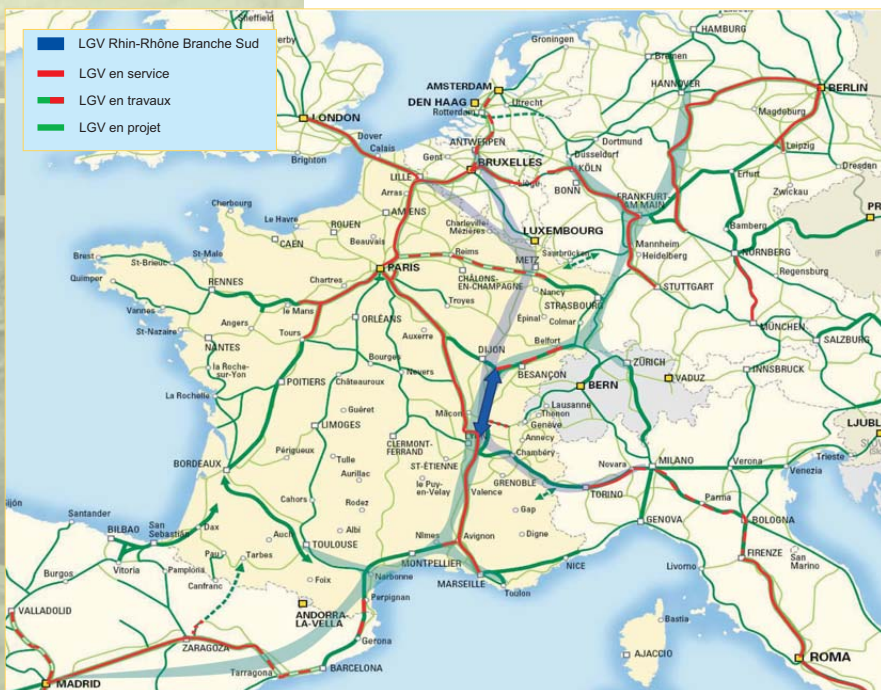 LGV Rhin-Rhône Branche Sud
LGV en service
LGV en travaux
LGV en projet
Sheffield
Derby
Groningen
HAMBURG
Bremen
AMSTERDAM
HANNOVER
BERLIN
DEN HAAG
Utrecht
Rotterdam
Magdeburg
LONDON
Dover
Calais
Brighton
ANTWERPEN
Gent
BRUXELLES
Dortmund
Düsseldorf
KÖLN
Leipzig
Dresden
LILLE
Liège
BONN
Erfurt
Zwickau
Arras
Cherbourg
Le Havre
ROUEN
AMIENS
Charleville-
Mézières
FRANKFURT
AM MAIN
PR
CAEN
Beauvais
LUXEMBOURG
Bamberg
Reims
METZ
Saarbrücken
Mannheim
Heidelberg
NÜRNBERG
Brest
St-Brieuc
St-Malo
PARIS
CHÂLONS-
EN-CHAMPAGNE
Regensburg
Quimper
RENNES
Chartres
Nancy
STRASBOURG
STUTTGART
le Mans
Troyes
Vannes
Épinal
Colmar
MÜNCHEN
St-Nazaire
Angers
ORLÉANS
Auxerre
Tours
Belfort
SALZBURG
NANTES
DIJON
ZÜRICH
la Roche-
sur-Yon
Bourges
Nevers
BESANÇON
BERN
VADUZ
INNSBRUCK
POITIERS
Châteauroux
La Rochelle
Lausanne
Thonon
Genève
Mâcon
Guéret
LIMOGES
CLERMONT-
FERRAND
Annecy
LJUBL
SLOV
Chambéry
Novara
MILANO
Verona
Trieste
Venezia
Périgueux
Tulle
ST-ÉTIENNE
BORDEAUX
Aurillac
le Puy-
en-Velay
Valence
GRENOBLE
TORINO
Parma
Cahors
Rodez
Gap
GENOVA
BOLOGNA
Gijón
Santander
BILBAO
San
Sebastián
Dax
Auch
Albi
Nîmes
Avignon
Digne
FIRENZE
San
Marino
TOULOUSE
MONTPELLIER
NICE
Livorno
Vitoria
Pau
Tarbes
MARSEILLE
Toulon
Burgos
Pamplona
Canfranc
Foix
Narbonne
Perpignan
Bastia
VALLADOLID
ANDORRA-
LA-VELLA
ZARAGOZA
Gerona
AJACCIO
ROMA
Tarragona
BARCELONA
MADRID